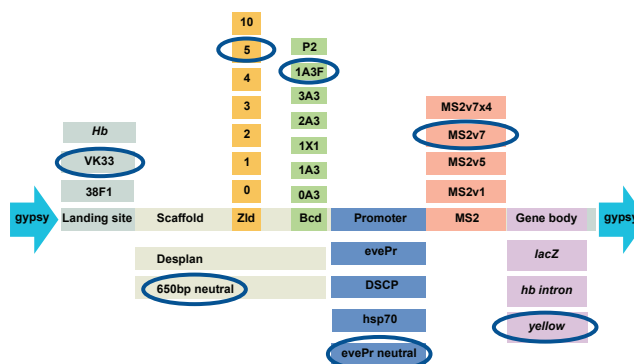 10
5
4
3
2
1
0
P2
1A3F
3A3
2A3
1X1
1A3
0A3
MS2v7x4
MS2v7
MS2v5
MS2v1
Hb
VK33
38F1
gypsy Landing site Scaffold Zld Bcd Promoter MS2 Gene body gypsy
Desplan
650bp neutral
evePr
DSCP
hsp70
evePr neutral
lacZ
hb intron
yellow